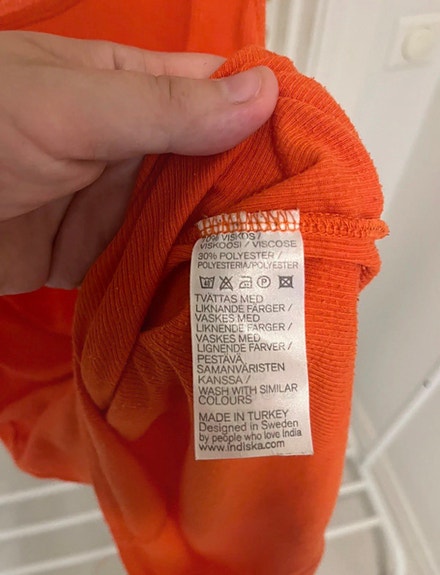 70% VISKOS /
VISKOOSI / VISCOSE
30% POLYESTER /
POLYESTERIA/POLYESTER
TVÄTTAS MED
LIKNANDE FÄRGER /
VASKES MED
LIKNENDE FARGER /
VASKES MED
LIGNENDE FARVER /
PESTÄVÄ
SAMANVÄRISTEN
KANSSA /
WASH WITH SIMILAR
COLOURS
MADE IN TURKEY
Designed in Sweden
by people who love India
www.indiska.com